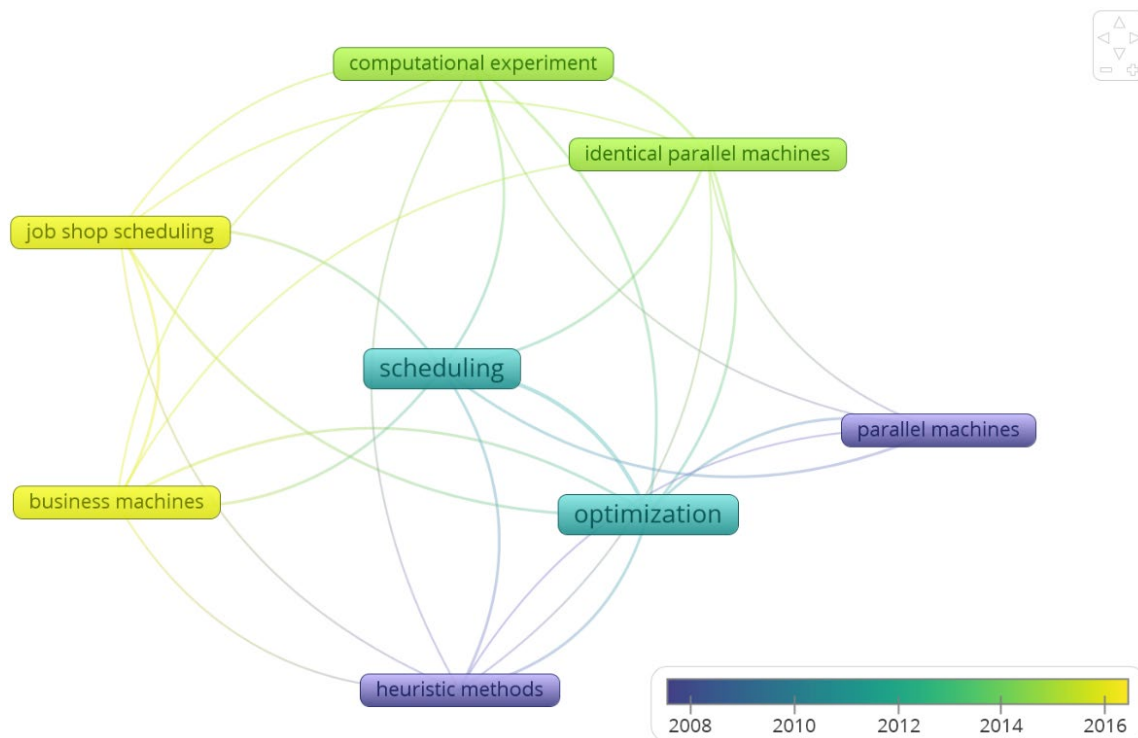 computational experiment
identical parallel machines
job shop scheduling
scheduling
parallel machines
business machines
optimization
heuristic methods
2008 2010 2012 2014 2016